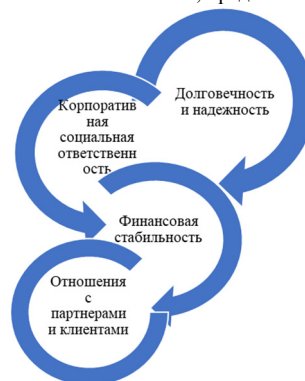 Долговечность
и надежность
Корпоратив
ная
социальная
ответственн
ость
Финансовая
стабильность
Отношения
с
партнерами
и клиентами